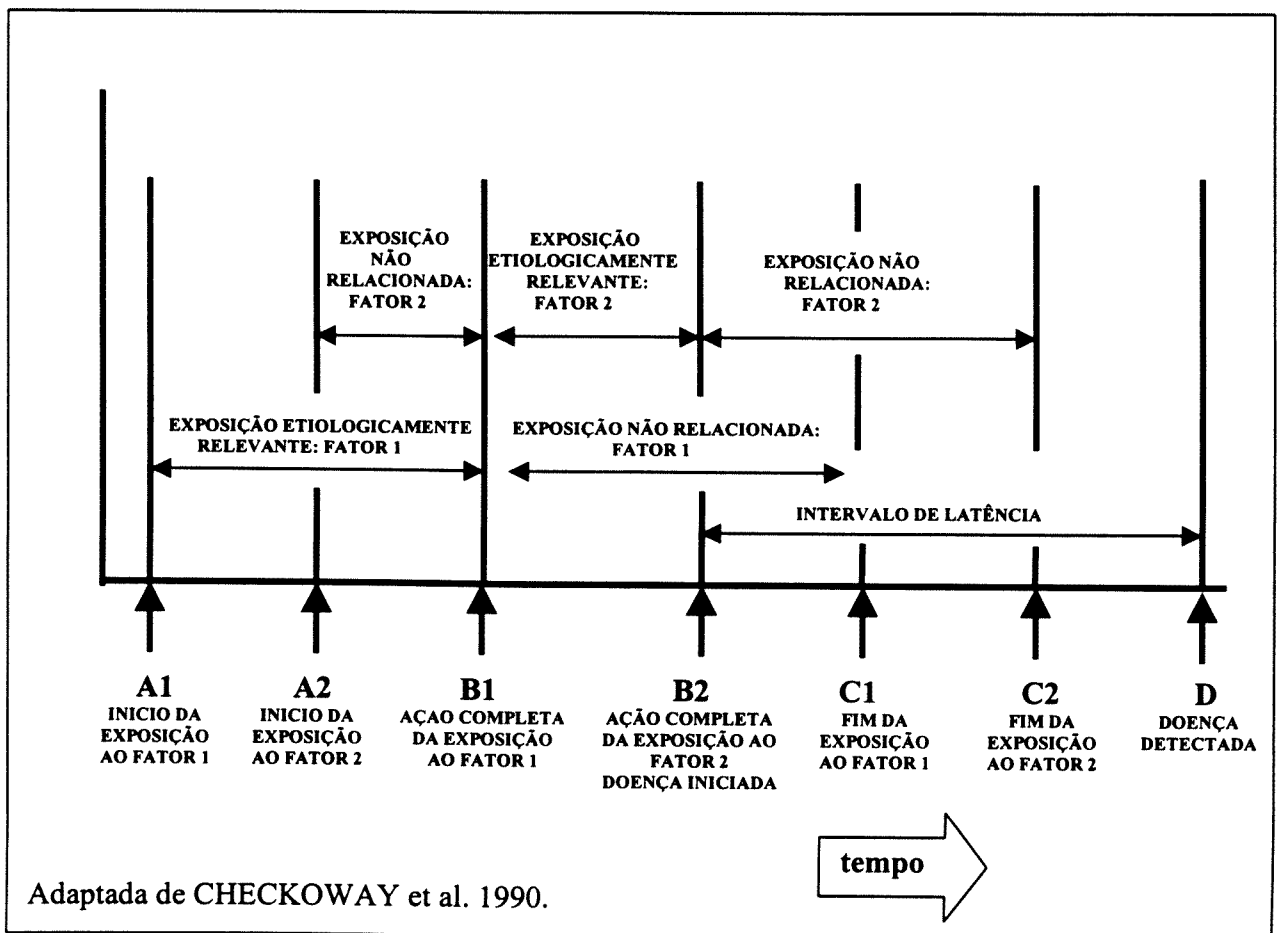 EXPOSIÇÃO
NÃO
RELACIONADA:
FATOR 2
EXPOSIÇÃO
ETIOLOGICAMENTE
RELEVANTE:
FATOR 2
EXPOSIÇÃO NÃO
RELACIONADA:
FATOR 2
EXPOSIÇÃO ETIOLOGICAMENTE
RELEVANTE: FATOR 1
EXPOSIÇÃO NÃO RELACIONADA:
FATOR 1
INTERVALO DE LATÊNCIA
A1
INICIO DA
EXPOSIÇÃO
AO FATOR 1
A2
INICIO DA
EXPOSIÇÃO
AO FATOR 2
B1
AÇAO COMPLETA
DA EXPOSIÇÃO
AO FATOR 1
B2
AÇÃO COMPLETA
DA EXPOSIÇÃO AO
FATOR 2
DOENÇA INICIADA
C1
FIM DA
EXPOSIÇÃO
AO FATOR 1
C2
FIM DA
EXPOSIÇÃO
AO FATOR 2
D
DOENÇA
DETECTADA
tempo
Adaptada de CHECKOWAY et al. 1990.